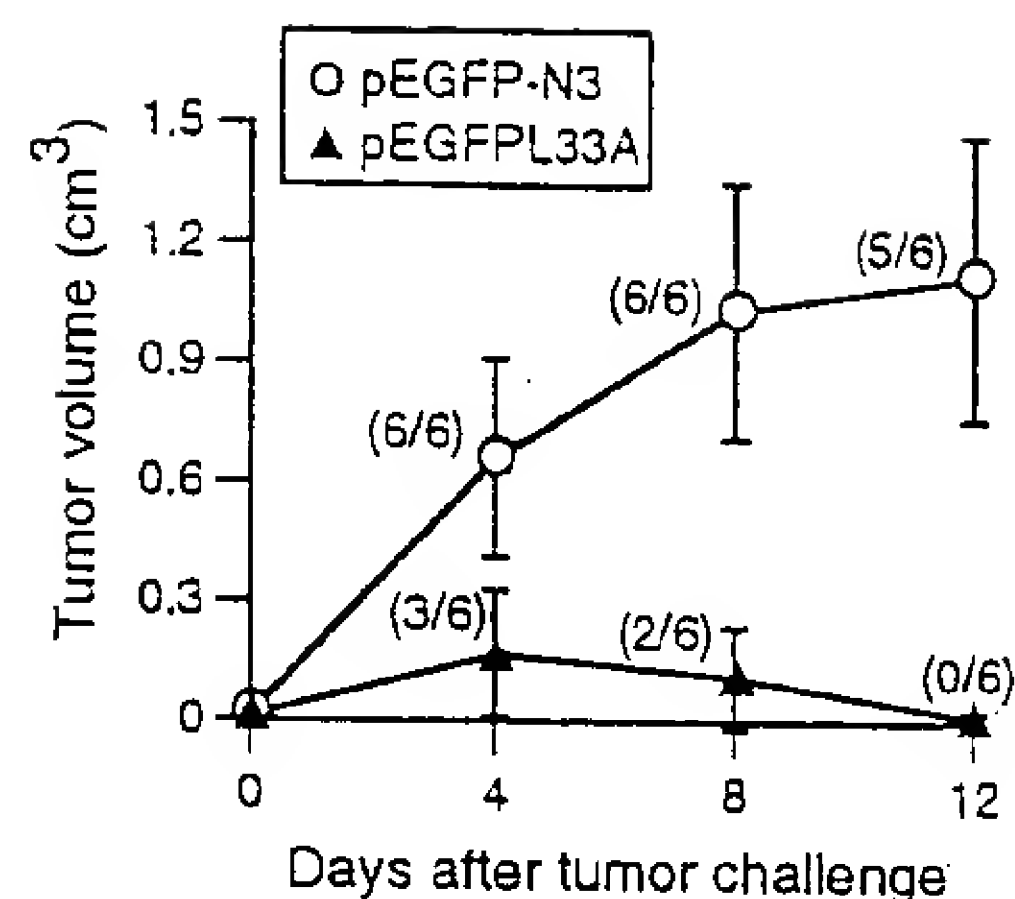 pEGFP-N3
pEGFPL33A
Tumor volume (cm³)
1.5
1.2
0.9
0.6
0.3
0
(6/6)
(6/6)
(5/6)
(3/6)
(2/6)
(0/6)
0 4 8 12
Days after tumor challenge